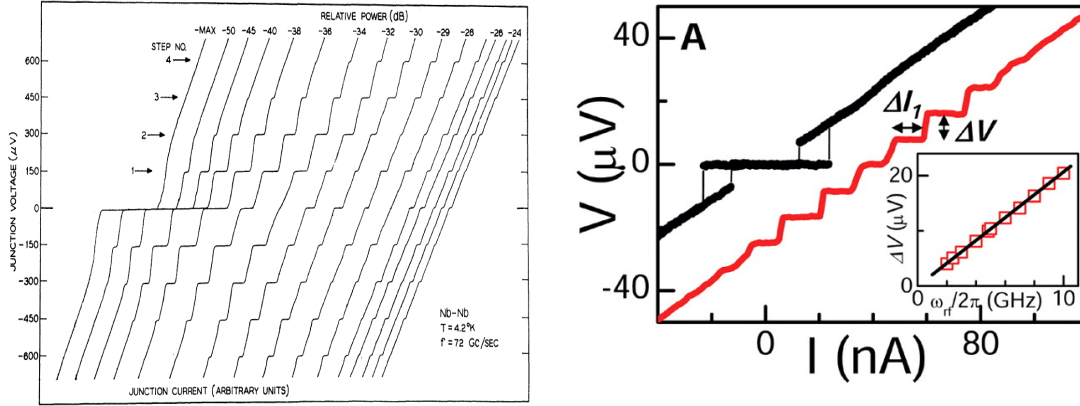 RELATIVE POWER (dB)
-MAX -50 -45 -40 -38 -36 -34 -32 -30 -29 -28 -26 -26 -24
STEP NO.
4
3
2
1
600
450
300
150
0
-150
-300
-450
-600
JUNCTION VOLTAGE (μV)
Nb-Nb
T = 4.2°K
f = 72 Gc/SEC
JUNCTION CURRENT (ARBITRARY UNITS)
A
40
0
-40
V (μV)
ΔI₁
ΔV
20
0
ΔV (μV)
0 10
ω_rf/2π (GHz)
0 80
I (nA)